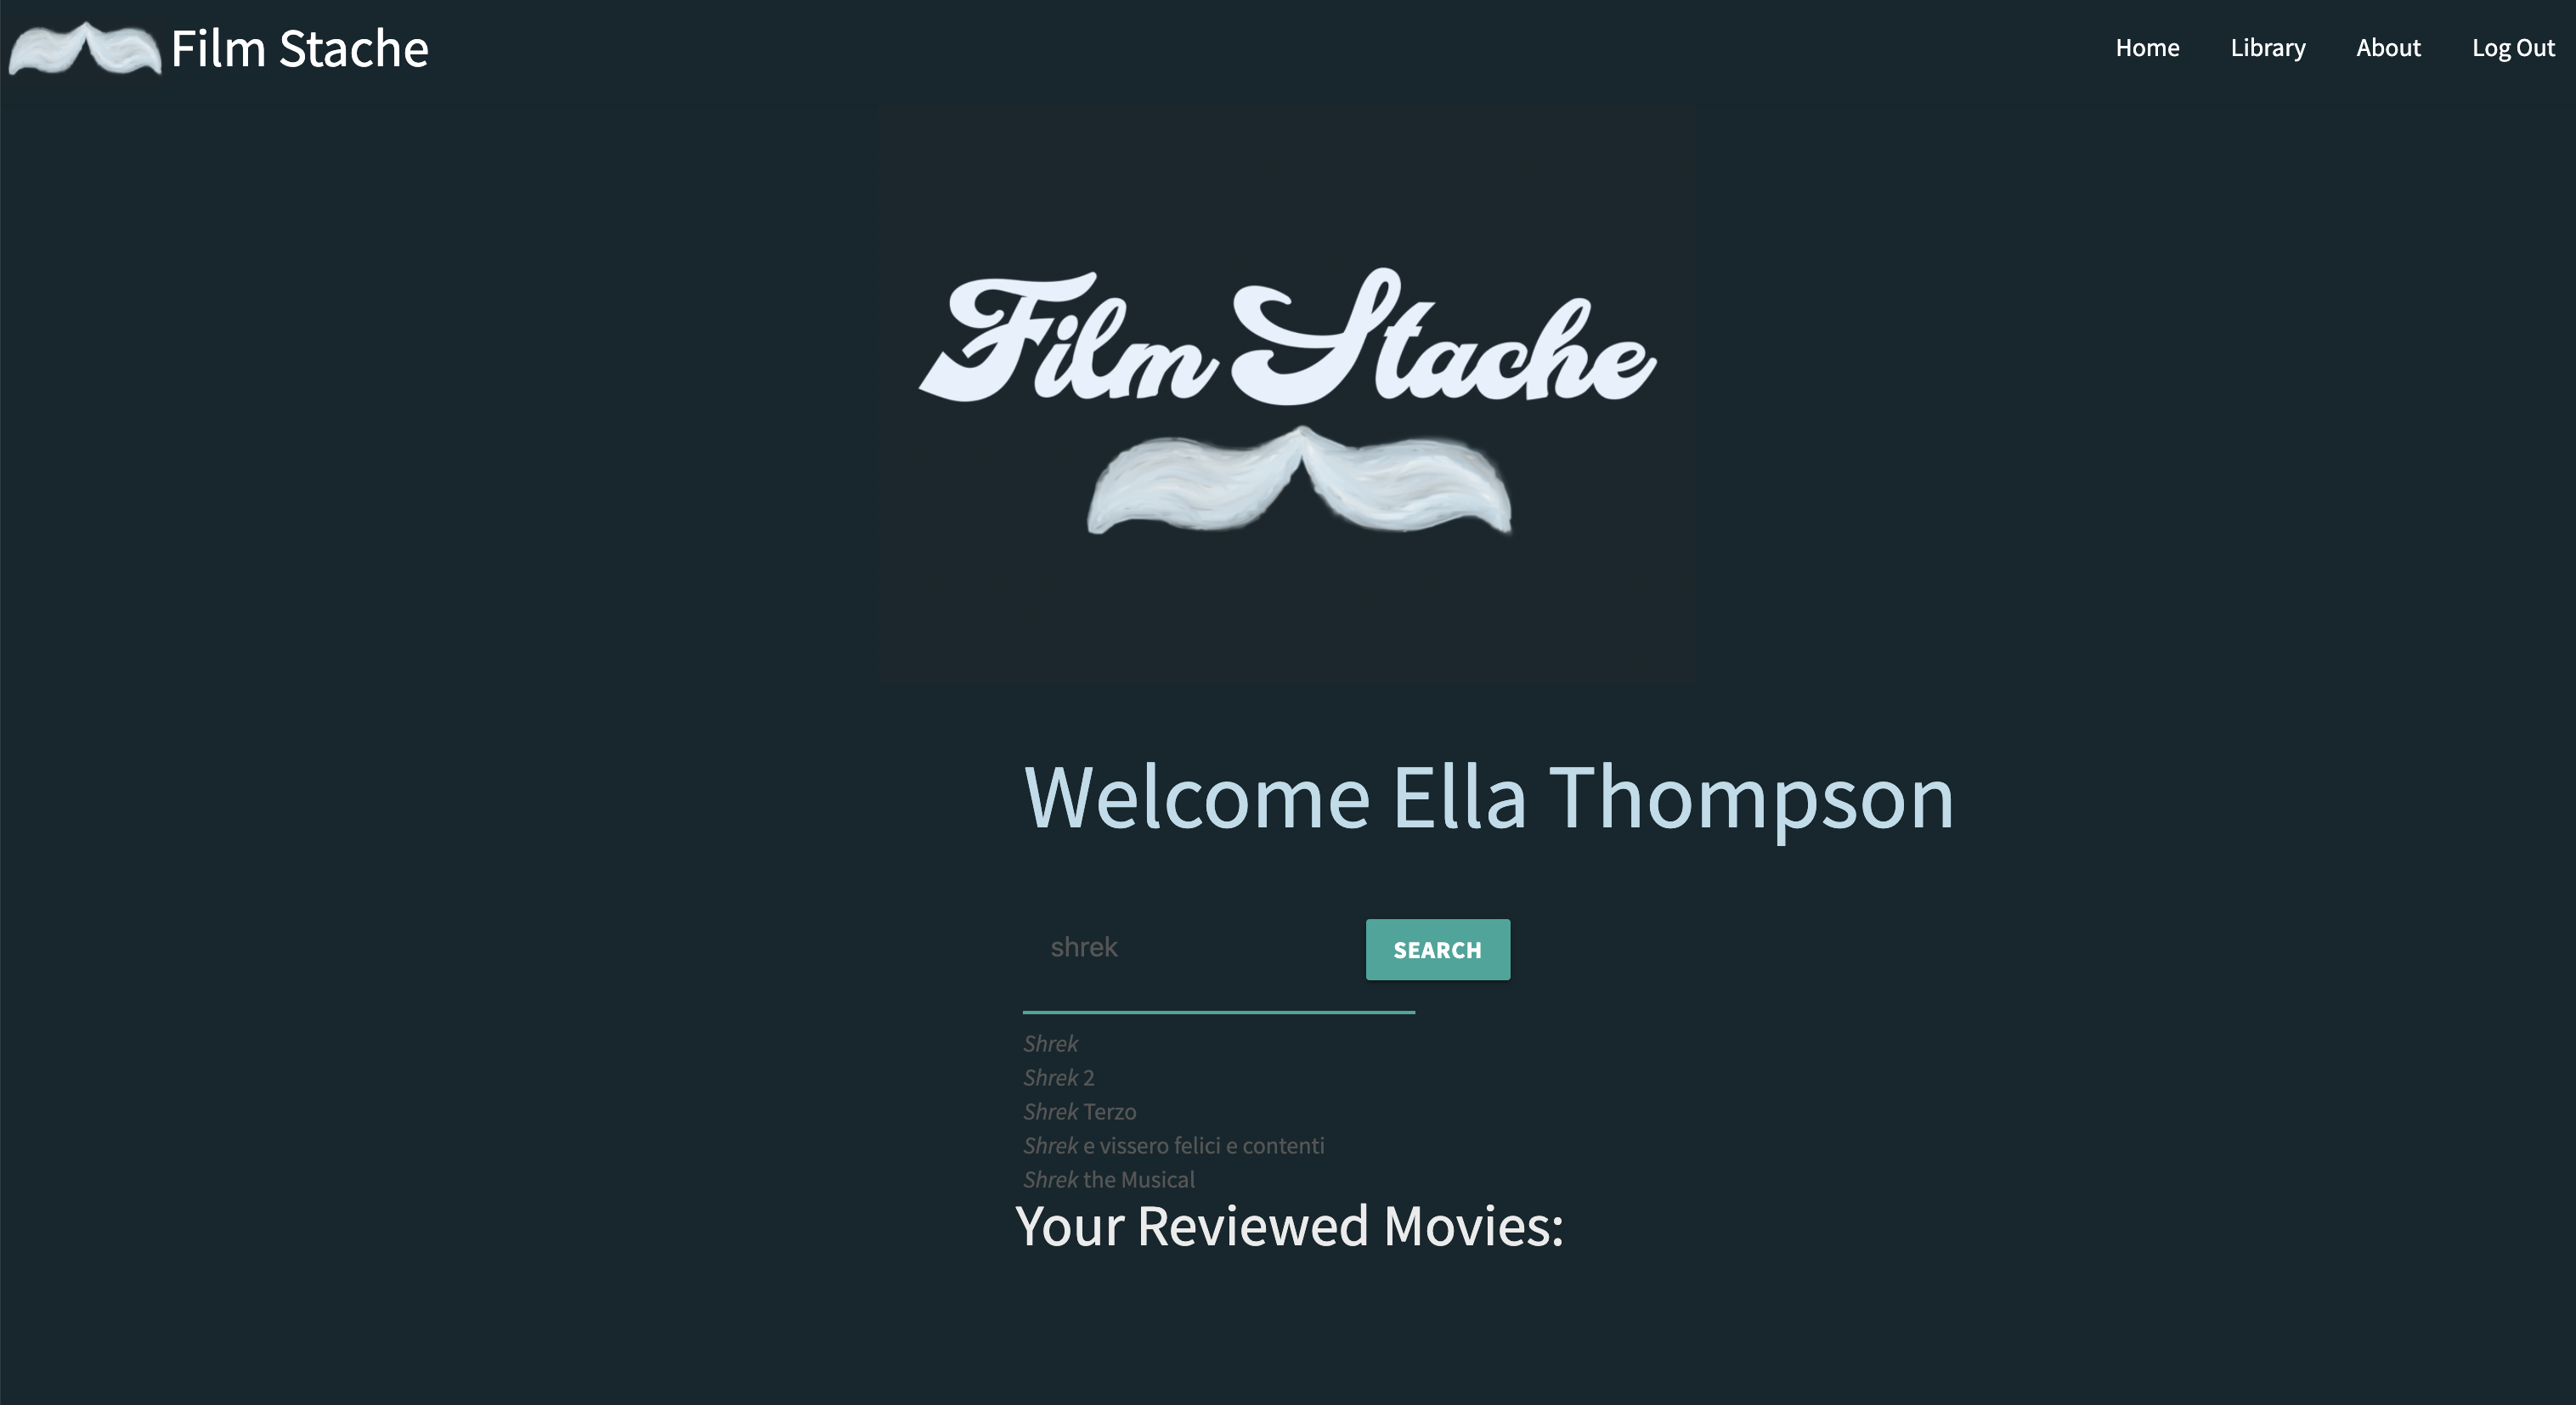 Film Stache
Home Library About Log Out
Film Stache
Welcome Ella Thompson
shrek
SEARCH
Shrek
Shrek 2
Shrek Terzo
Shrek e vissero felici e contenti
Shrek the Musical
Your Reviewed Movies: